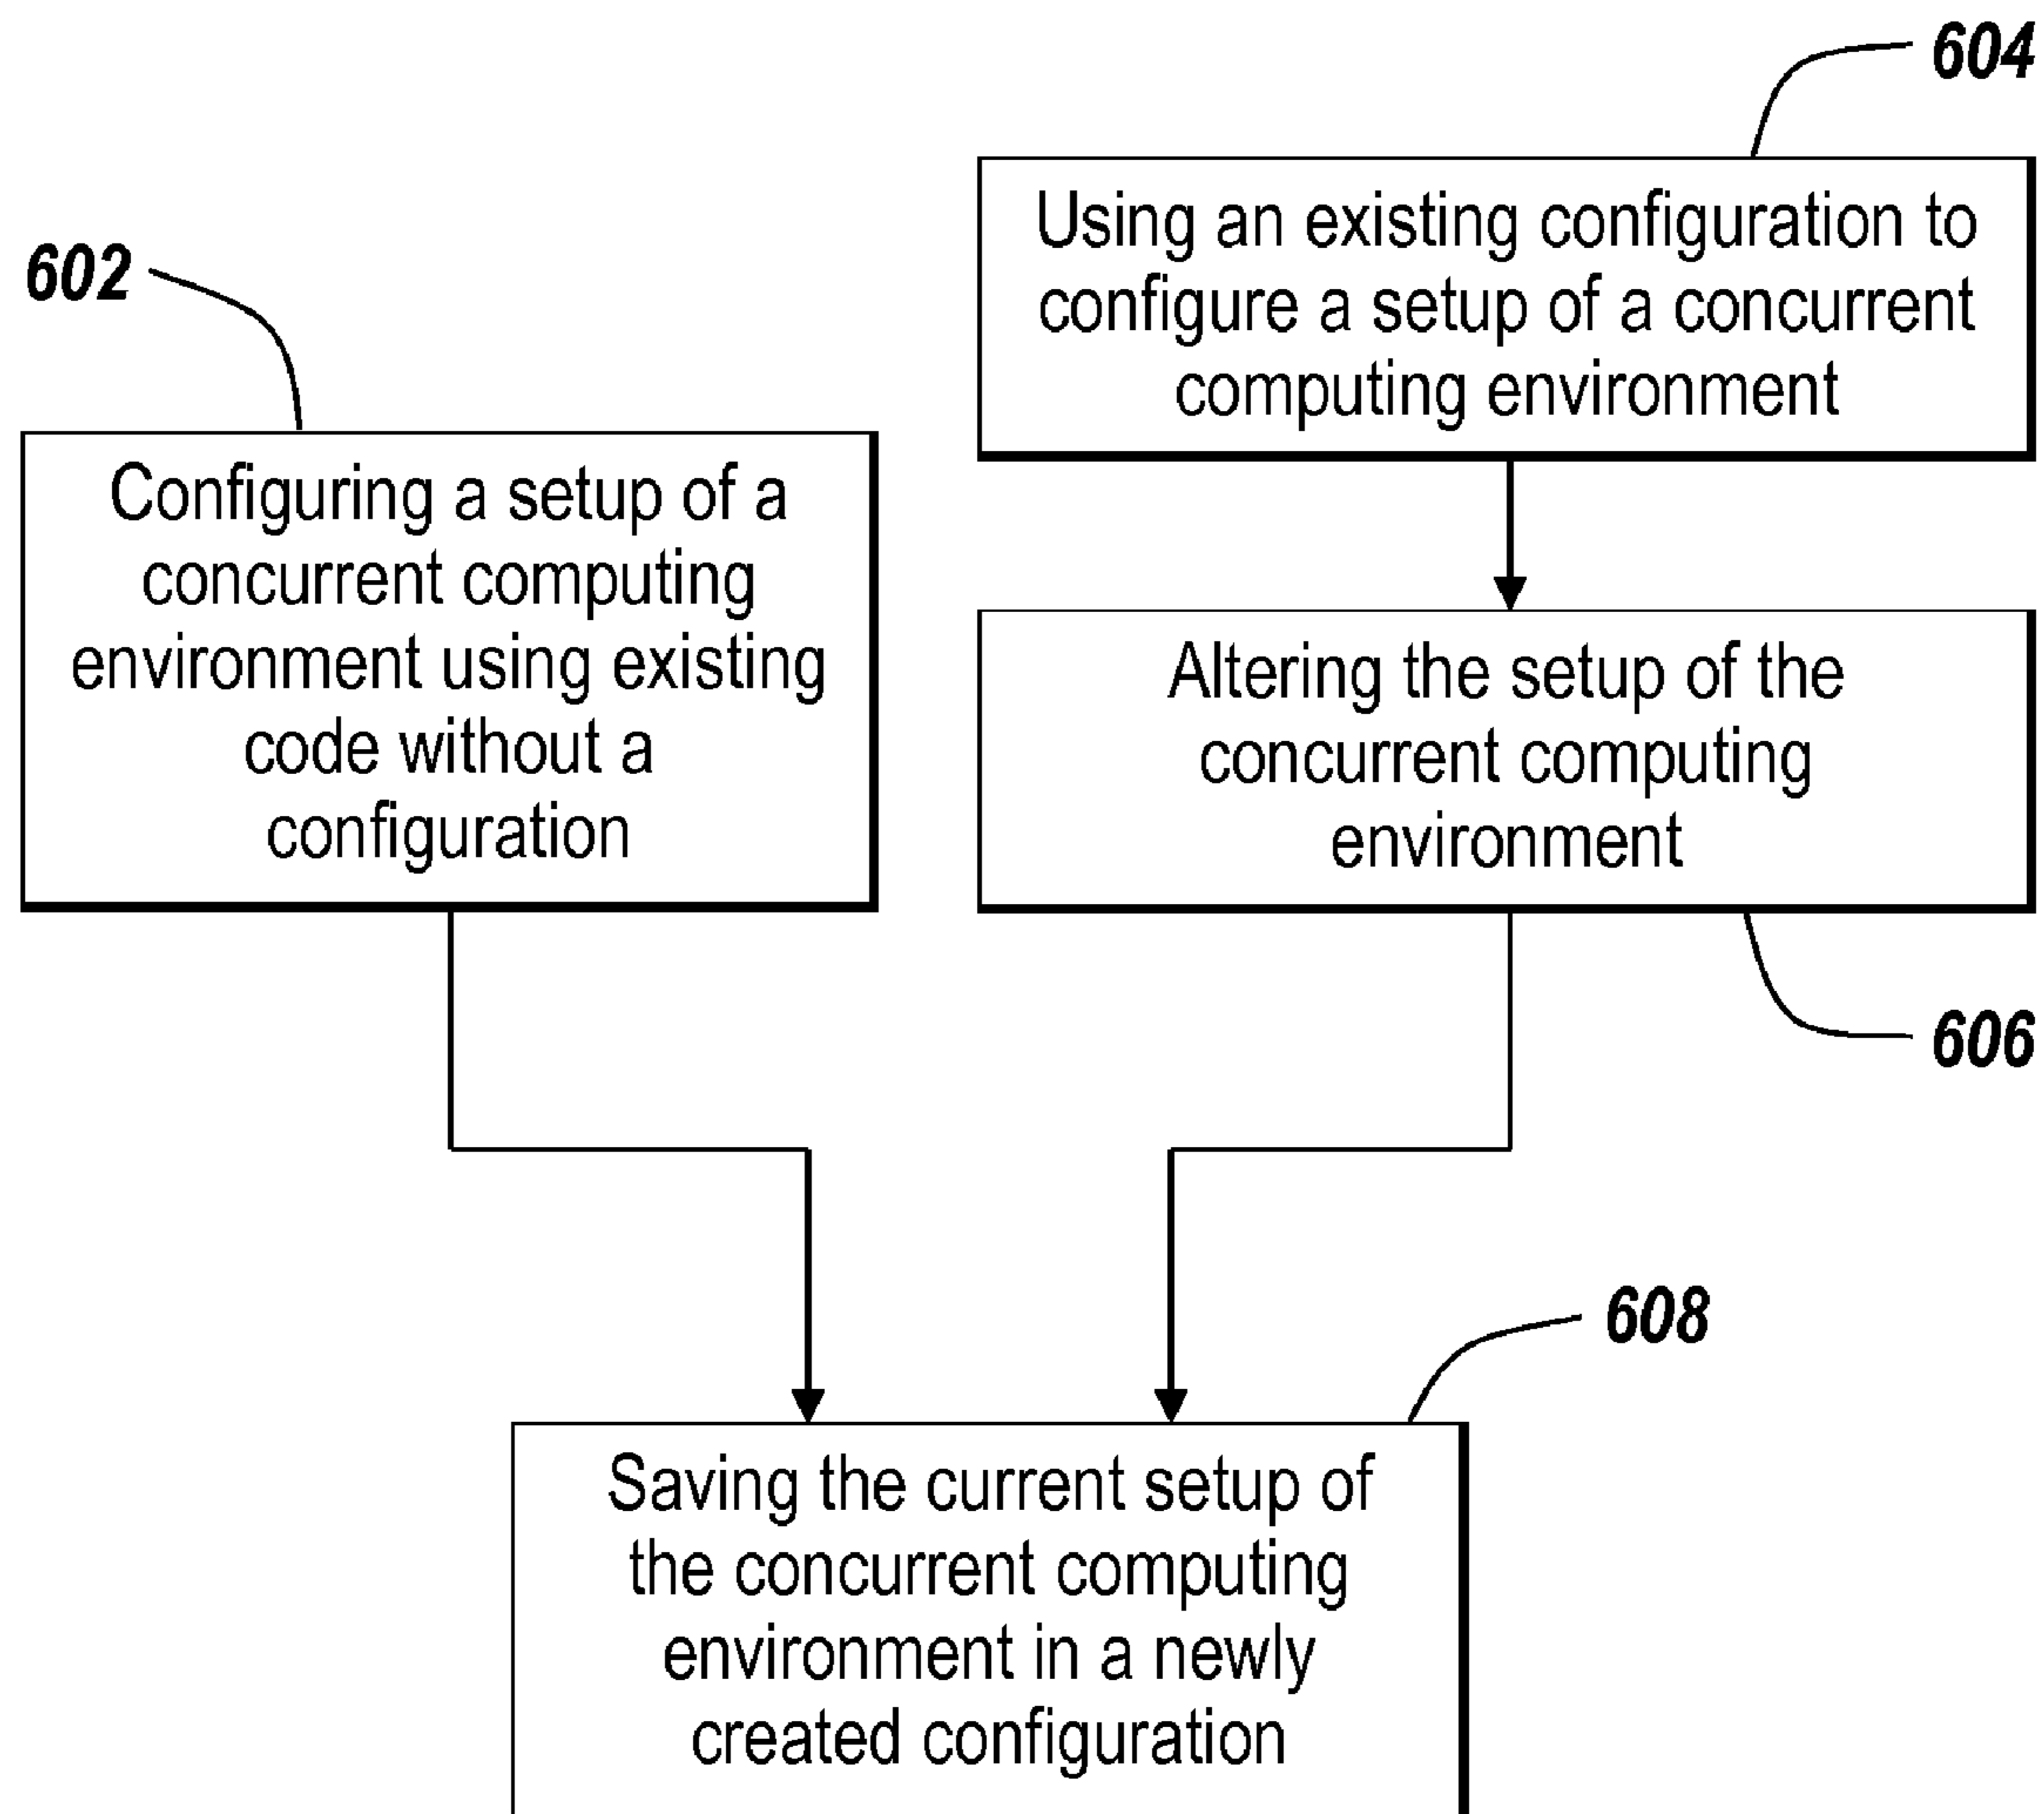 604
Using an existing configuration to
configure a setup of a concurrent
computing environment
602
Configuring a setup of a
concurrent computing
environment using existing
code without a
configuration
Altering the setup of the
concurrent computing
environment
606
608
Saving the current setup of
the concurrent computing
environment in a newly
created configuration